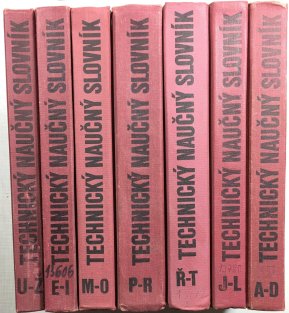 TECHNICKÝ NAUČNÝ SLOVNÍK
U-Z
TECHNICKÝ NAUČNÝ SLOVNÍK
E-I
TECHNICKÝ NAUČNÝ SLOVNÍK
M-O
TECHNICKÝ NAUČNÝ SLOVNÍK
P-R
TECHNICKÝ NAUČNÝ SLOVNÍK
Ř-T
TECHNICKÝ NAUČNÝ SLOVNÍK
J-L
TECHNICKÝ NAUČNÝ SLOVNÍK
A-D